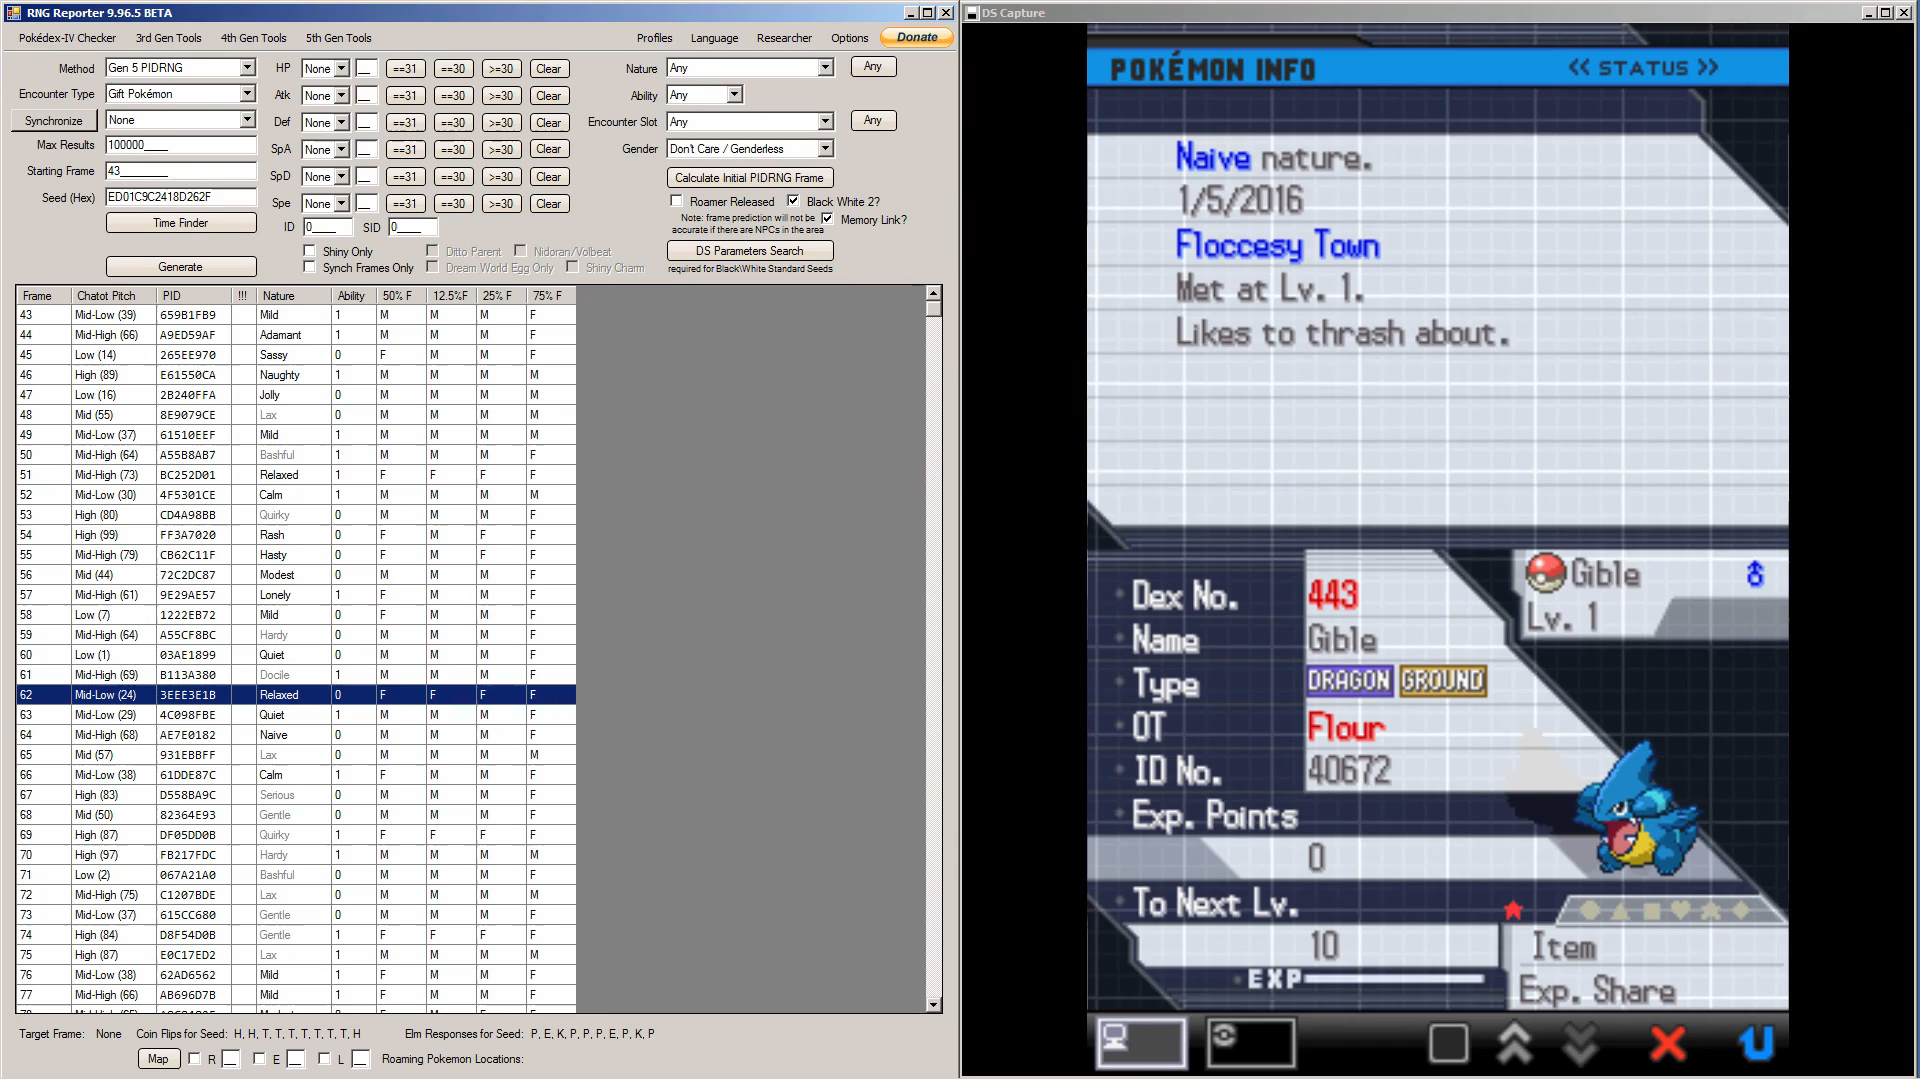 RNG Reporter 9.96.5 BETA
Pokédex-IV Checker 3rd Gen Tools 4th Gen Tools 5th Gen Tools Profiles Language Researcher Options Donate
Method Gen 5 PIDRNG HP None ==31 ==30 >=30 Clear Nature Any Any
Encounter Type Gift Pokémon Atk None ==31 ==30 >=30 Clear Ability Any
Synchronize None Def None ==31 ==30 >=30 Clear Encounter Slot Any Any
Max Results 100000____ SpA None ==31 ==30 >=30 Clear Gender Don't Care / Genderless
Starting Frame 43________ SpD None ==31 ==30 >=30 Clear Calculate Initial PIDRNG Frame
Seed (Hex) ED01C9C2418D262F Spe None ==31 ==30 >=30 Clear Roamer Released Black White 2?
Time Finder ID 0____ SID 0____ Note: frame prediction will not be accurate if there are NPCs in the area Memory Link?
Shiny Only Ditto Parent Nidoran/Volbeat DS Parameters Search
Generate Synch Frames Only Dream World Egg Only Shiny Charm required for Black\White Standard Seeds
Frame Chatot Pitch PID !!! Nature Ability 50% F 12.5%F 25% F 75% F
43 Mid-Low (39) 659B1FB9 Mild 1 M M M F
44 Mid-High (66) A9ED59AF Adamant 1 M M M F
45 Low (14) 265EE970 Sassy 0 F M M F
46 High (89) E61550CA Naughty 1 M M M M
47 Low (16) 2B240FFA Jolly 0 M M M M
48 Mid (55) 8E9079CE Lax 0 M M M M
49 Mid-Low (37) 61510EEF Mild 1 M M M M
50 Mid-High (64) A55B8AB7 Bashful 1 M M M F
51 Mid-High (73) BC252D01 Relaxed 1 F F F F
52 Mid-Low (30) 4F5301CE Calm 1 M M M M
53 High (80) CD4A98BB Quirky 0 M M M F
54 High (99) FF3A7020 Rash 0 F M F F
55 Mid-High (79) CB62C11F Hasty 0 F M F F
56 Mid (44) 72C2DC87 Modest 0 M M M F
57 Mid-High (61) 9E29AE57 Lonely 1 F M M F
58 Low (7) 1222EB72 Mild 0 F M M F
59 Mid-High (64) A55CF8BC Hardy 0 M M M F
60 Low (1) 03AE1899 Quiet 0 M M M F
61 Mid-High (69) B113A380 Docile 1 M M M F
62 Mid-Low (24) 3EEE3E1B Relaxed 0 F F F F
63 Mid-Low (29) 4C098FBE Quiet 1 M M M F
64 Mid-High (68) AE7E0182 Naive 0 M M M F
65 Mid (57) 931EBBFF Lax 0 M M M M
66 Mid-Low (38) 61DDE87C Calm 1 F M M F
67 High (83) D558BA9C Serious 0 M M M F
68 Mid (50) 82364E93 Gentle 0 M M M F
69 High (87) DF05DD0B Quirky 1 F F F F
70 High (97) FB217FDC Hardy 1 M M M M
71 Low (2) 067A21A0 Bashful 0 M M M F
72 Mid-High (75) C1207BDE Lax 0 M M M M
73 Mid-Low (37) 615CC680 Gentle 0 M M M F
74 High (84) D8F54D0B Gentle 1 F F F F
75 High (87) E0C17ED2 Lax 1 M M M M
76 Mid-Low (38) 62AD6562 Mild 1 F M M F
77 Mid-High (66) AB696D7B Mild 1 F M M F
Target Frame: None Coin Flips for Seed: H, H, T, T, T, T, T, T, T, H Elm Responses for Seed: P, E, K, P, P, P, E, P, K, P
Map R __ E __ L __ Roaming Pokemon Locations:
DS Capture
POKÉMON INFO << STATUS >>
Naive nature.
1/5/2016
Floccesy Town
Met at Lv. 1.
Likes to thrash about.
Gible ♂
Lv. 1
Dex No. 443
Name Gible
Type DRAGON GROUND
OT Flour
ID No. 40672
Exp. Points
0
To Next Lv.
10
EXP
Item
Exp. Share